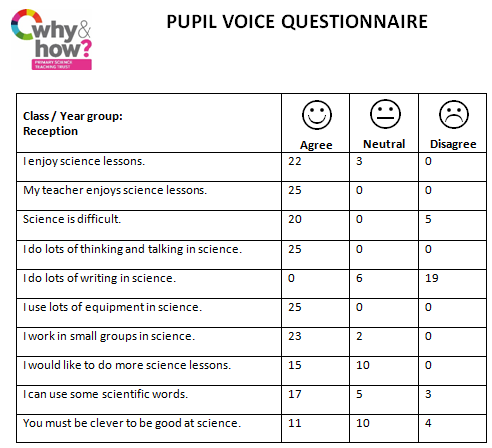 why&
how?
PRIMARY SCIENCE
TEACHING TRUST
PUPIL VOICE QUESTIONNAIRE
Class / Year group:
Reception
Agree Neutral Disagree
I enjoy science lessons. 22 3 0
My teacher enjoys science lessons. 25 0 0
Science is difficult. 20 0 5
I do lots of thinking and talking in science. 25 0 0
I do lots of writing in science. 0 6 19
I use lots of equipment in science. 25 0 0
I work in small groups in science. 23 2 0
I would like to do more science lessons. 15 10 0
I can use some scientific words. 17 5 3
You must be clever to be good at science. 11 10 4